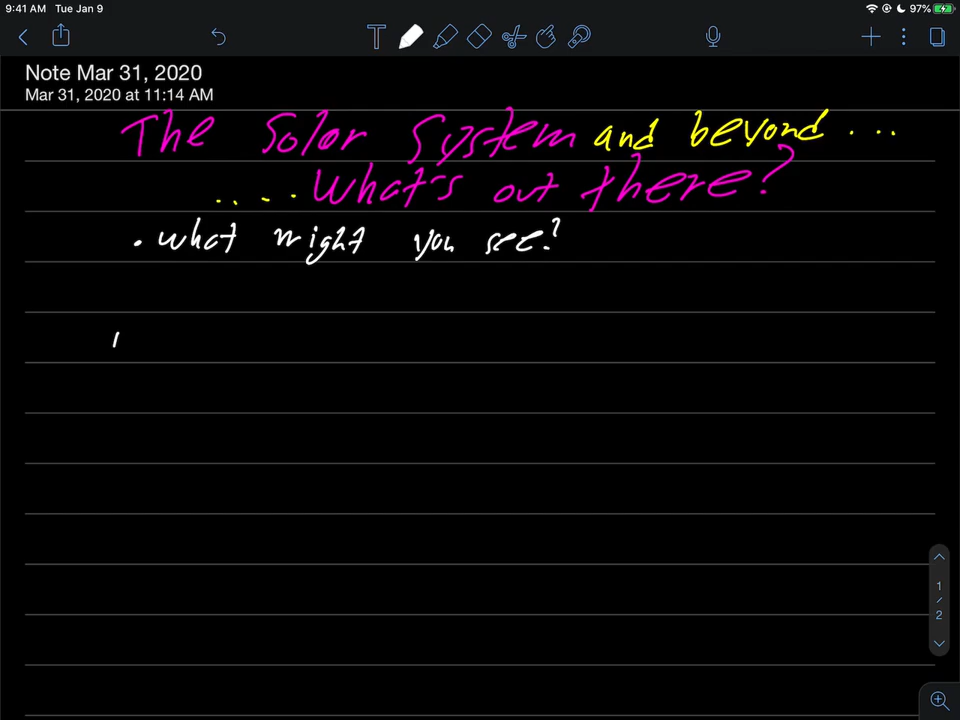 9:41 AM Tue Jan 9 97%
Note Mar 31, 2020
Mar 31, 2020 at 11:14 AM
The Solar System and beyond ...
.... What's out there?
• what might you see?
1
/
2